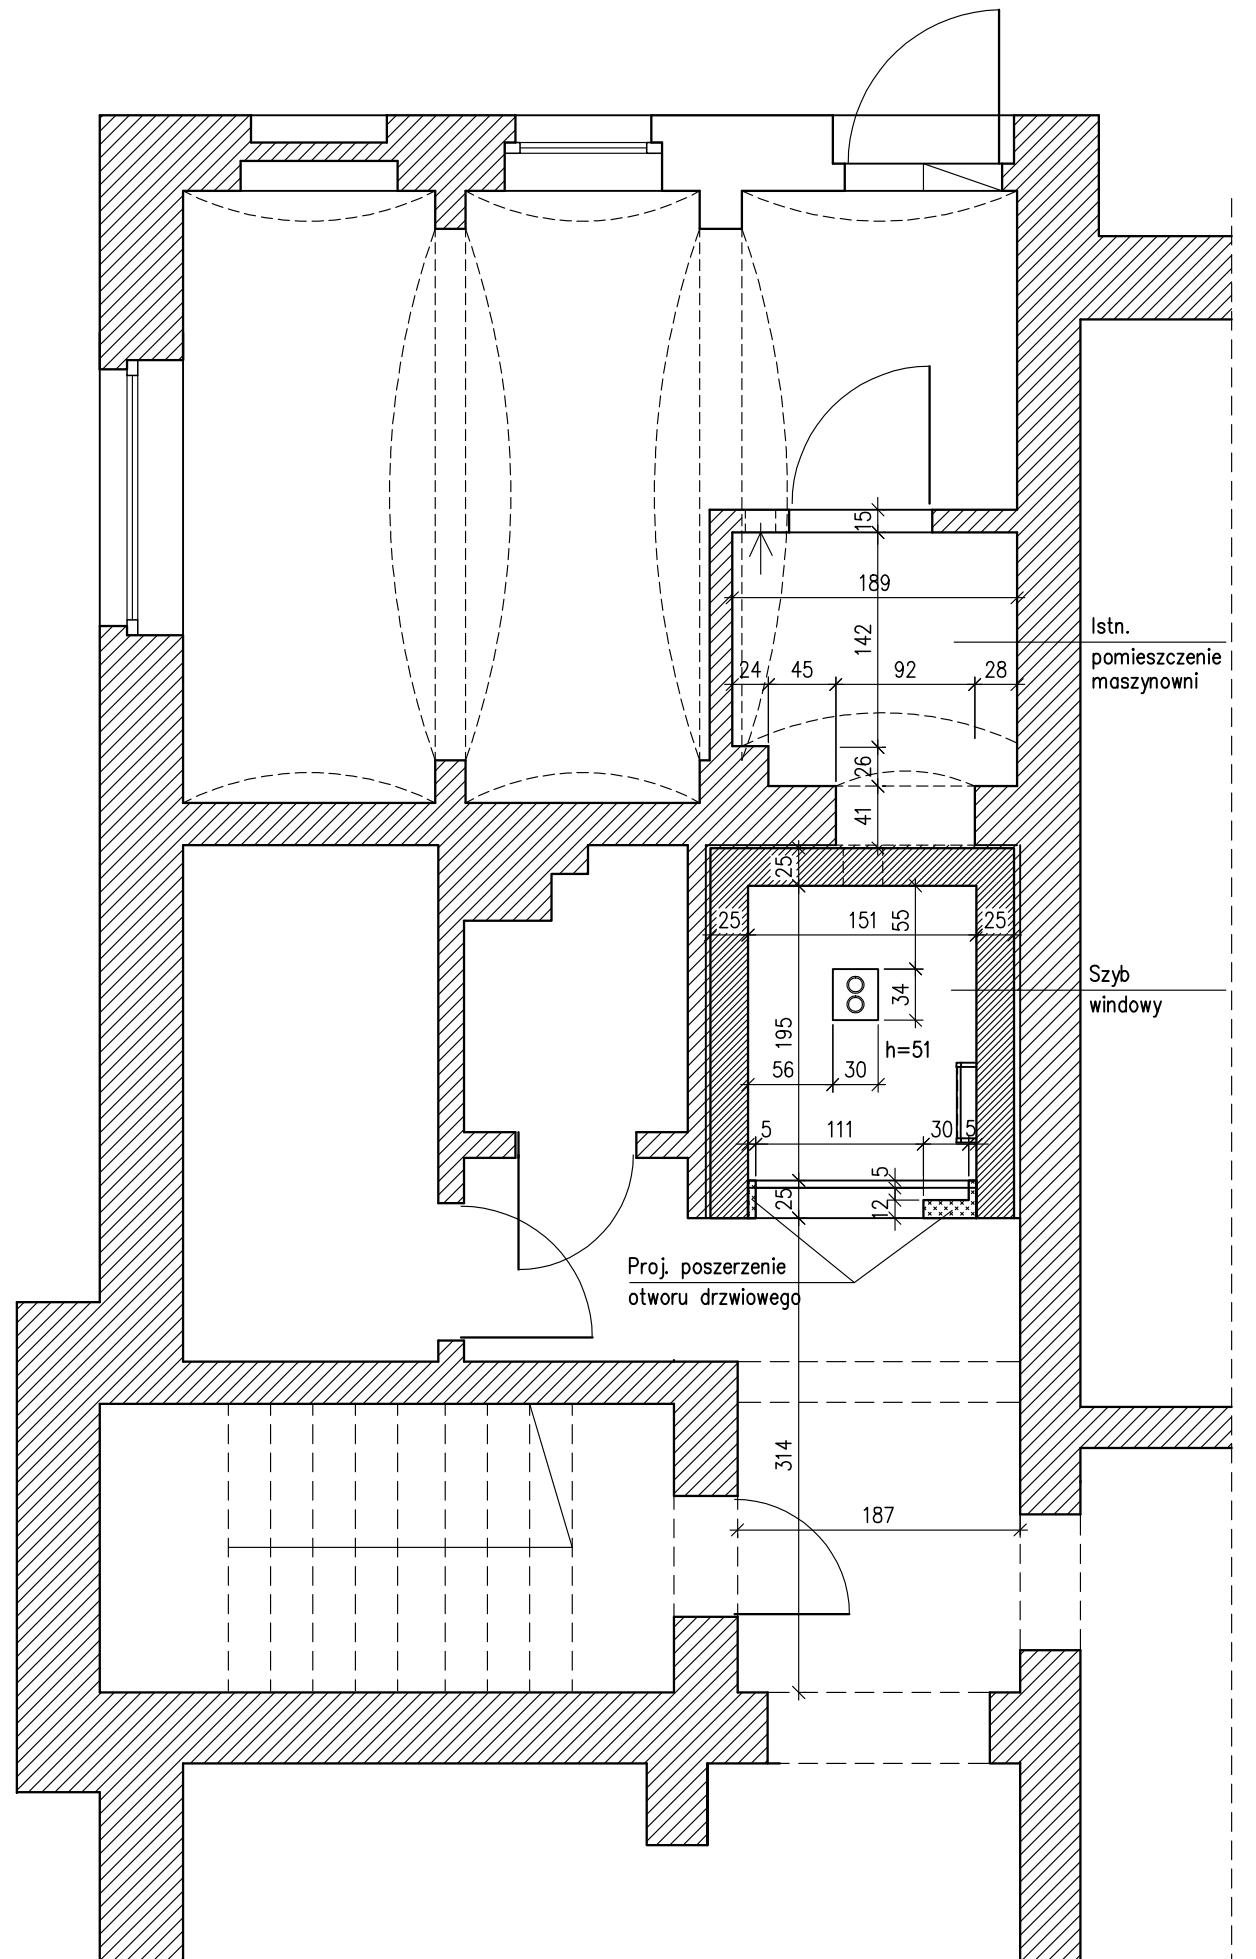 15
189
Istn.
pomieszczenie
maszynowni
142
24 45 92 28
26
41
25
25 151 25
55
Szyb
windowy
34
195
h=51
56 30
5 111 30 5
5
25
12
Proj. poszerzenie
otworu drzwiowego
314
187